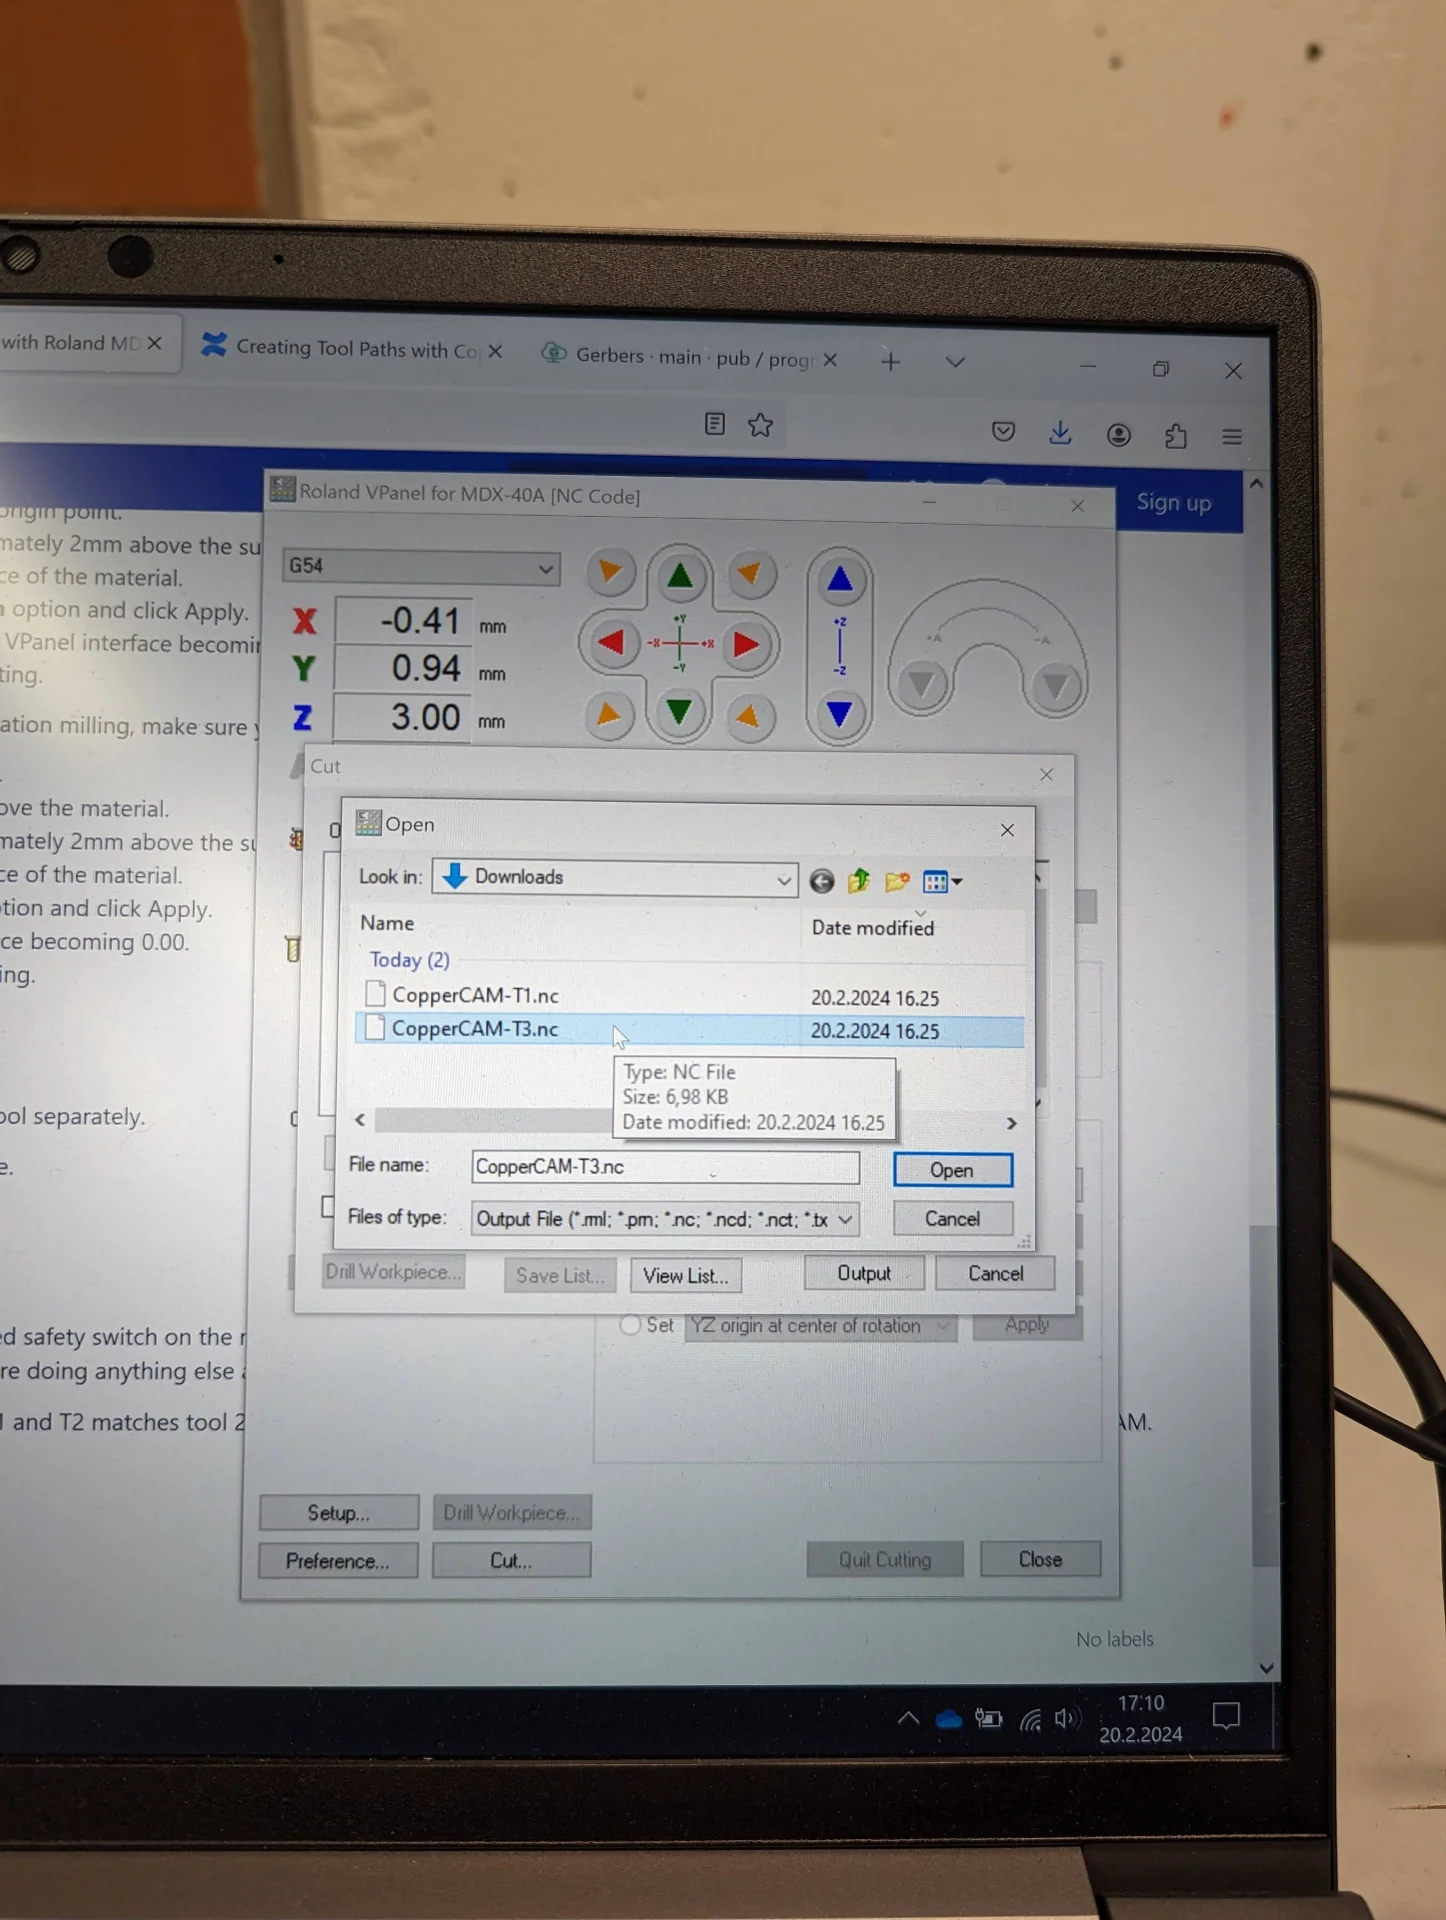 with Roland MD
Creating Tool Paths with Co
Gerbers · main · pub / progr
Sign up
origin point.
mately 2mm above the su
ce of the material.
option and click Apply.
VPanel interface becomin
ting.
ation milling, make sure y
ove the material.
mately 2mm above the su
ce of the material.
tion and click Apply.
ce becoming 0.00.
ing.
ool separately.
e.
ed safety switch on the r
re doing anything else a
and T2 matches tool 2
AM.
No labels
Roland VPanel for MDX-40A [NC Code]
G54
X -0.41 mm
Y 0.94 mm
Z 3.00 mm
+Y
-X +X
-Y
+Z
-Z
+A -A
Cut
Open
Look in: Downloads
Name Date modified
Today (2)
CopperCAM-T1.nc 20.2.2024 16.25
CopperCAM-T3.nc 20.2.2024 16.25
Type: NC File
Size: 6,98 KB
Date modified: 20.2.2024 16.25
File name: CopperCAM-T3.nc Open
Files of type: Output File (*.rml; *.prn; *.nc; *.ncd; *.nct; *.tx Cancel
Drill Workpiece... Save List... View List... Output Cancel
Set YZ origin at center of rotation Apply
Setup... Drill Workpiece...
Preference... Cut... Quit Cutting Close
17:10
20.2.2024